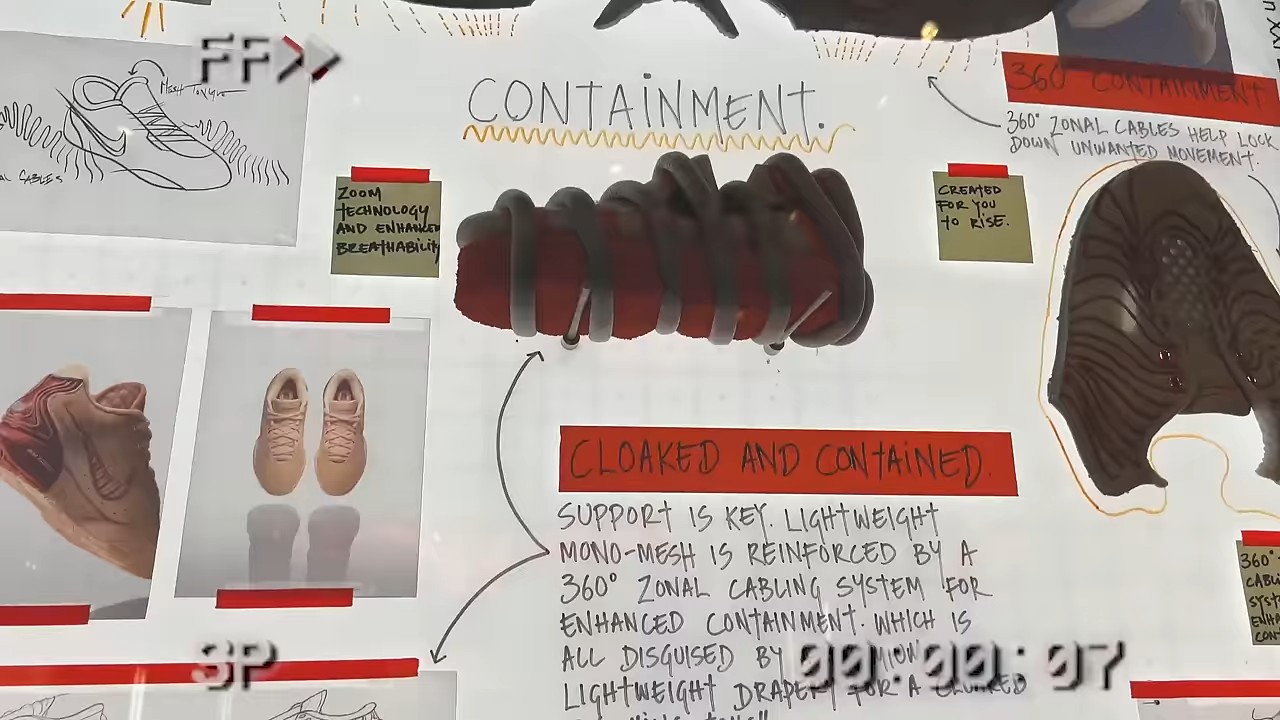 FF
CONTAINMENT.
360° CONTAINMENT
360° ZONAL CABLES HELP LOCK
DOWN UNWANTED MOVEMENT.
MESH TONGUE
CABLES
ZOOM
TECHNOLOGY
AND ENHANCED
BREATHABILITY
CREATED
FOR YOU
TO RISE.
CLOAKED AND CONTAINED.
SUPPORT IS KEY. LIGHTWEIGHT
MONO-MESH IS REINFORCED BY A
360° ZONAL CABLING SYSTEM FOR
ENHANCED CONTAINMENT. WHICH IS
ALL DISGUISED BY
LIGHTWEIGHT DRAPERY FOR A CLOAKED
360°
SP
00:00:07